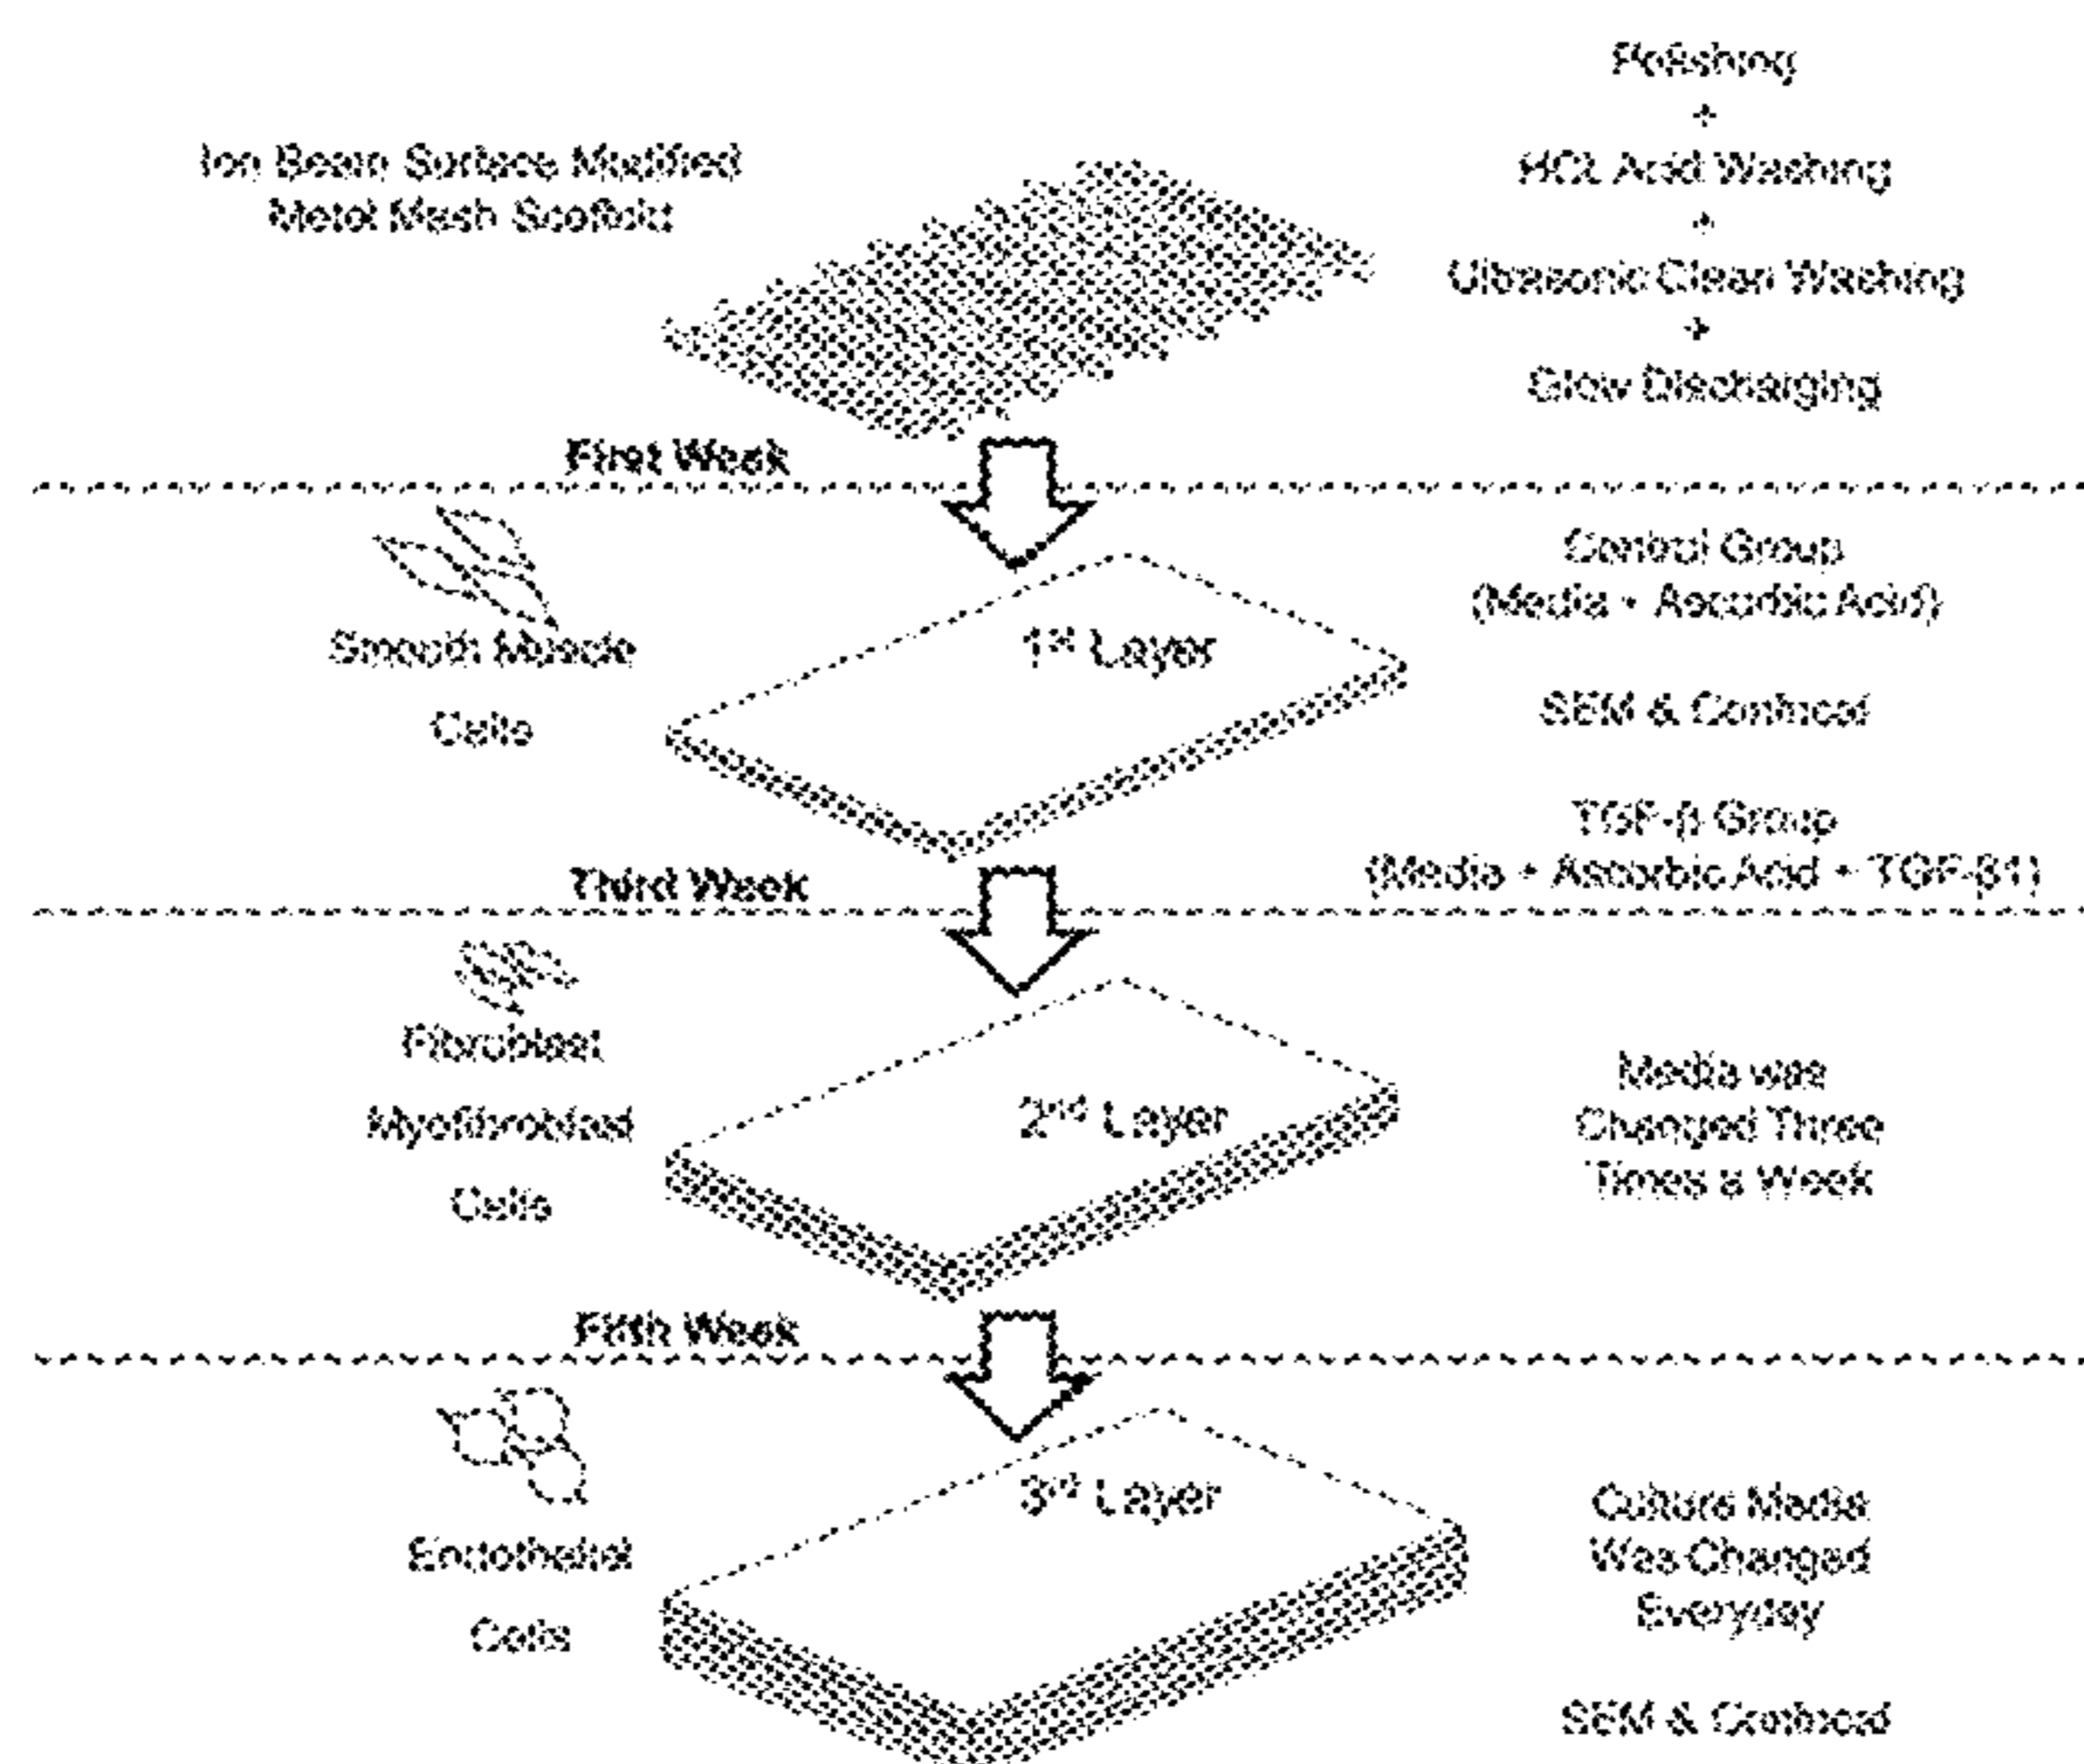 Ion Beam Surface Modified
Metal Mesh Scaffold
Polishing
+
HCL Acid Washing
+
Ultrasonic Clean Washing
+
Glow Discharging
First Week
Smooth Muscle
Cells
1st Layer
Control Group
(Media + Ascorbic Acid)
SEM & Confocal
TGF-β Group
(Media + Ascorbic Acid + TGF-β1)
Third Week
Fibroblast
Myofibroblast
Cells
2nd Layer
Media was
Changed Three
Times a Week
Fifth Week
Endothelial
Cells
3rd Layer
Culture Media
Was Changed
Everyday
SEM & Confocal